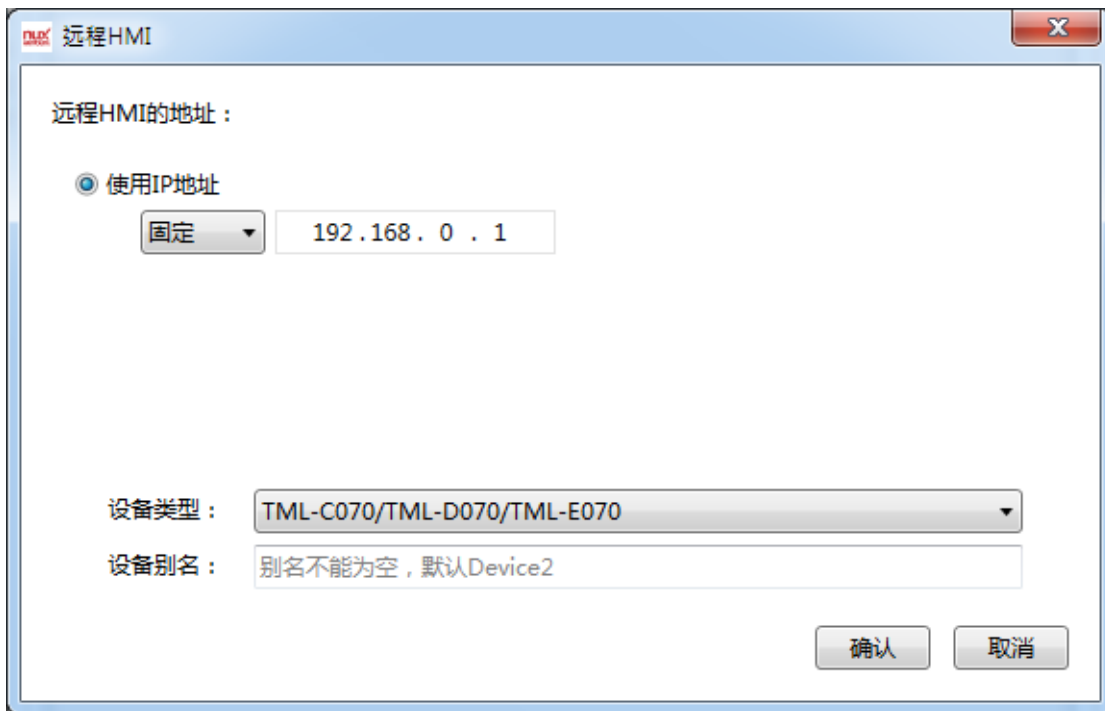 远程HMI
X
远程HMI的地址：
使用IP地址
固定 192.168. 0 . 1
设备类型： TML-C070/TML-D070/TML-E070
设备别名： 别名不能为空，默认Device2
确认 取消